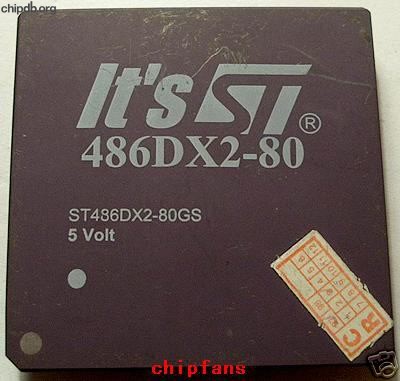 chipdb.org
It's ST ®
486DX2-80
ST486DX2-80GS
5 Volt
C R
chipfans